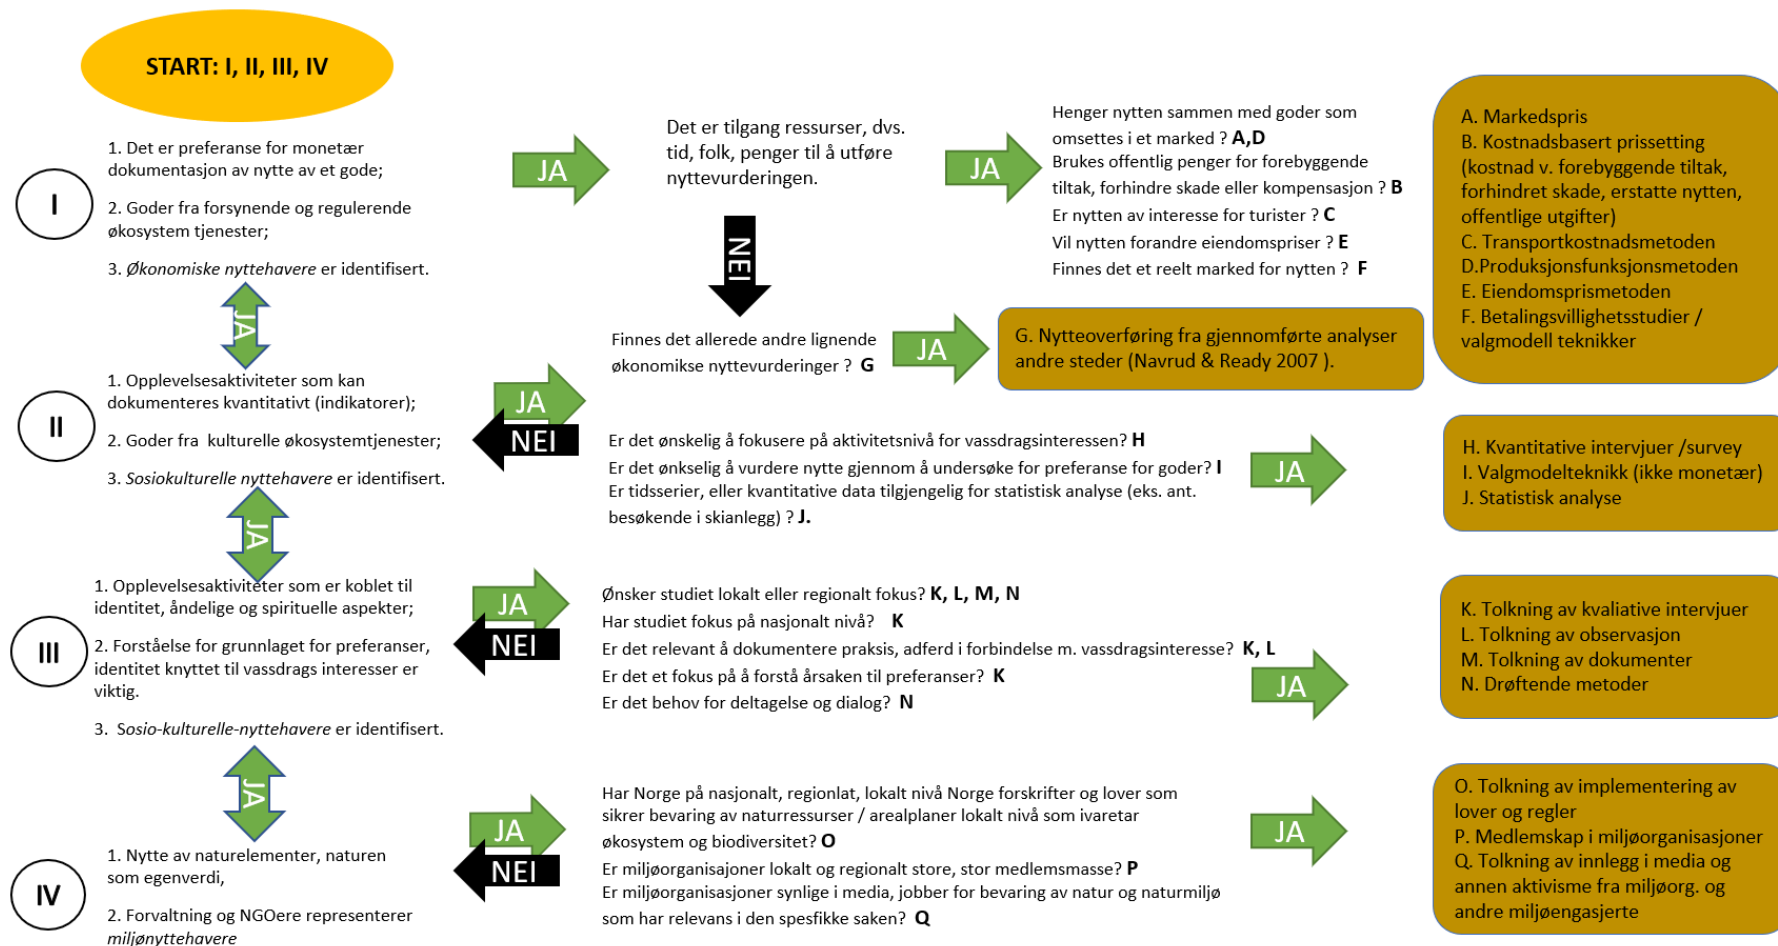 START: I, II, III, IV
I
1. Det er preferanse for monetær
dokumentasjon av nytte av et gode;
2. Goder fra forsynende og regulerende
økosystem tjenester;
3. Økonomiske nyttehavere er identifisert.
JA
Det er tilgang ressurser, dvs.
tid, folk, penger til å utføre
nyttevurderingen.
JA
Henger nytten sammen med goder som
omsettes i et marked ? A,D
Brukes offentlig penger for forebyggende
tiltak, forhindre skade eller kompensasjon ? B
Er nytten av interesse for turister ? C
Vil nytten forandre eiendomspriser ? E
Finnes det et reelt marked for nytten ? F
A. Markedspris
B. Kostnadsbasert prissetting
(kostnad v. forebyggende tiltak,
forhindret skade, erstatte nytten,
offentlige utgifter)
C. Transportkostnadsmetoden
D.Produksjonsfunksjonsmetoden
E. Eiendomsprismetoden
F. Betalingsvillighetsstudier /
valgmodell teknikker
NEI
JA
Finnes det allerede andre lignende
økonomikse nyttevurderinger ? G
JA
G. Nytteoverføring fra gjennomførte analyser
andre steder (Navrud & Ready 2007 ).
II
1. Opplevelsesaktiviteter som kan
dokumenteres kvantitativt (indikatorer);
2. Goder fra kulturelle økosystemtjenester;
3. Sosiokulturelle nyttehavere er identifisert.
JA
NEI
Er det ønskelig å fokusere på aktivitetsnivå for vassdragsinteressen? H
Er det ønkselig å vurdere nytte gjennom å undersøke for preferanse for goder? I
Er tidsserier, eller kvantitative data tilgjengelig for statistisk analyse (eks. ant.
besøkende i skianlegg) ? J.
JA
H. Kvantitative intervjuer /survey
I. Valgmodelteknikk (ikke monetær)
J. Statistisk analyse
JA
III
1. Opplevelsesaktiviteter som er koblet til
identitet, åndelige og spirituelle aspekter;
2. Forståelse for grunnlaget for preferanser,
identitet knyttet til vassdrags interesser er
viktig.
3. Sosio-kulturelle-nyttehavere er identifisert.
JA
NEI
Ønsker studiet lokalt eller regionalt fokus? K, L, M, N
Har studiet fokus på nasjonalt nivå? K
Er det relevant å dokumentere praksis, adferd i forbindelse m. vassdragsinteresse? K, L
Er det et fokus på å forstå årsaken til preferanser? K
Er det behov for deltagelse og dialog? N
JA
K. Tolkning av kvaliative intervjuer
L. Tolkning av observasjon
M. Tolkning av dokumenter
N. Drøftende metoder
JA
IV
1. Nytte av naturelementer, naturen
som egenverdi,
2. Forvaltning og NGOere representerer
miljønyttehavere
JA
NEI
Har Norge på nasjonalt, regionlat, lokalt nivå Norge forskrifter og lover som
sikrer bevaring av naturressurser / arealplaner lokalt nivå som ivaretar
økosystem og biodiversitet? O
Er miljøorganisajoner lokalt og regionalt store, stor medlemsmasse? P
Er miljøorganisasjoner synlige i media, jobber for bevaring av natur og naturmiljø
som har relevans i den spesfikke saken? Q
JA
O. Tolkning av implementering av
lover og regler
P. Medlemskap i miljøorganisasjoner
Q. Tolkning av innlegg i media og
annen aktivisme fra miljøorg. og
andre miljøengasjerte